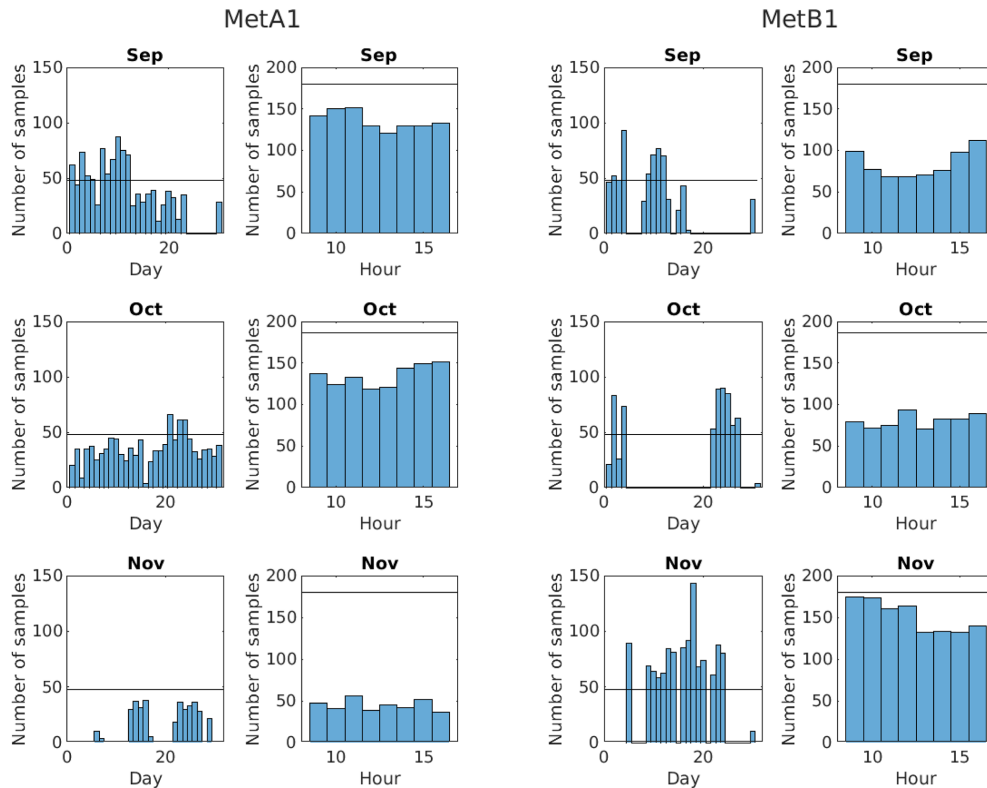 MetA1 MetB1
Sep Sep Sep Sep
Number of samples Number of samples Number of samples Number of samples
150 200 150 200
100 150 100 150
50 100 50 100
0 50 0 50
0 0
0 20 10 15 0 20 10 15
Day Hour Day Hour
Oct Oct Oct Oct
Number of samples Number of samples Number of samples Number of samples
150 200 150 200
100 150 100 150
50 100 50 100
0 50 0 50
0 0
0 20 10 15 0 20 10 15
Day Hour Day Hour
Nov Nov Nov Nov
Number of samples Number of samples Number of samples Number of samples
150 200 150 200
100 150 100 150
50 100 50 100
0 50 0 50
0 0
0 20 10 15 0 20 10 15
Day Hour Day Hour